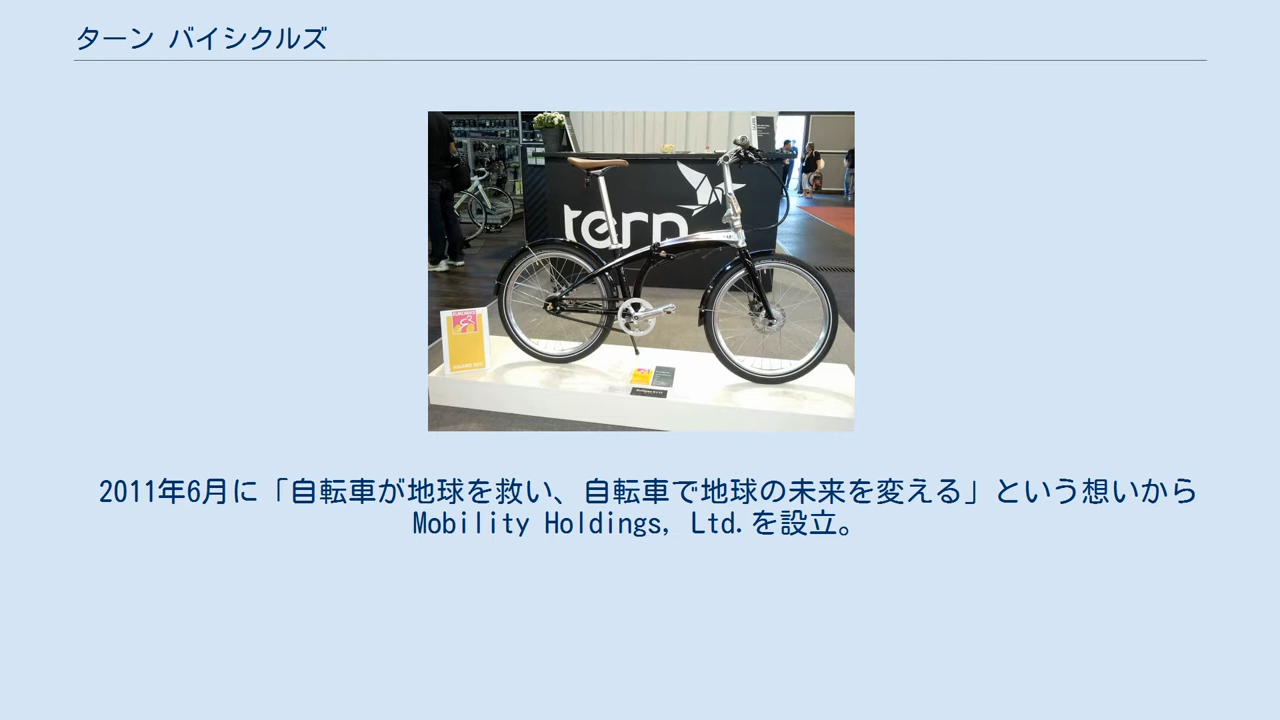 ターン バイシクルズ
tern
2011年6月に「自転車が地球を救い、自転車で地球の未来を変える」という想いから
Mobility Holdings, Ltd.を設立。